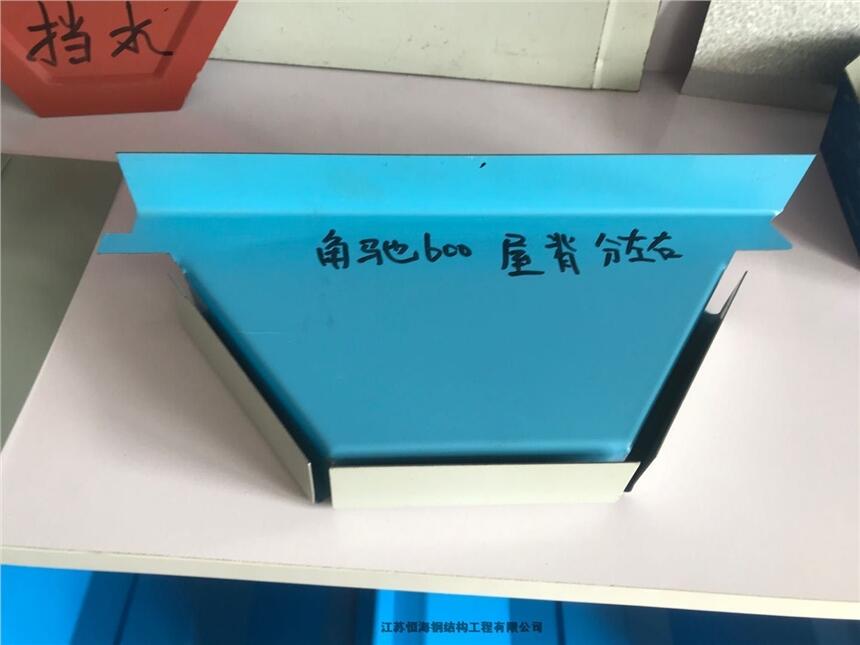 挡水
角驰600 屋脊 分左右
江苏恒海钢结构工程有限公司